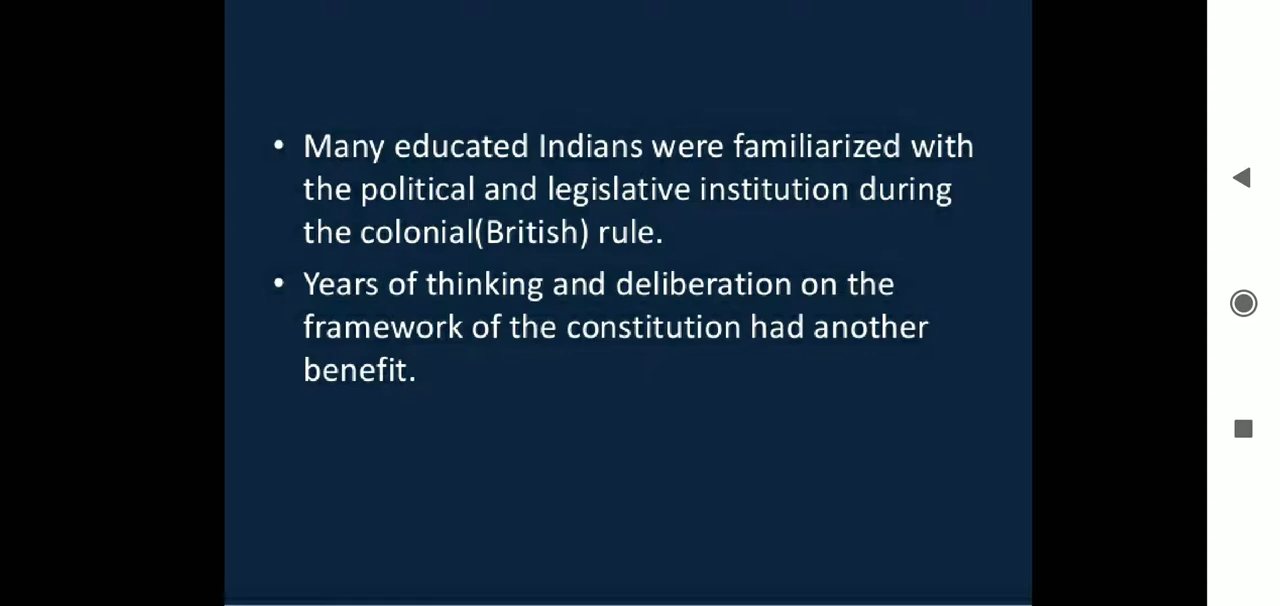 • Many educated Indians were familiarized with
the political and legislative institution during
the colonial(British) rule.
• Years of thinking and deliberation on the
framework of the constitution had another
benefit.